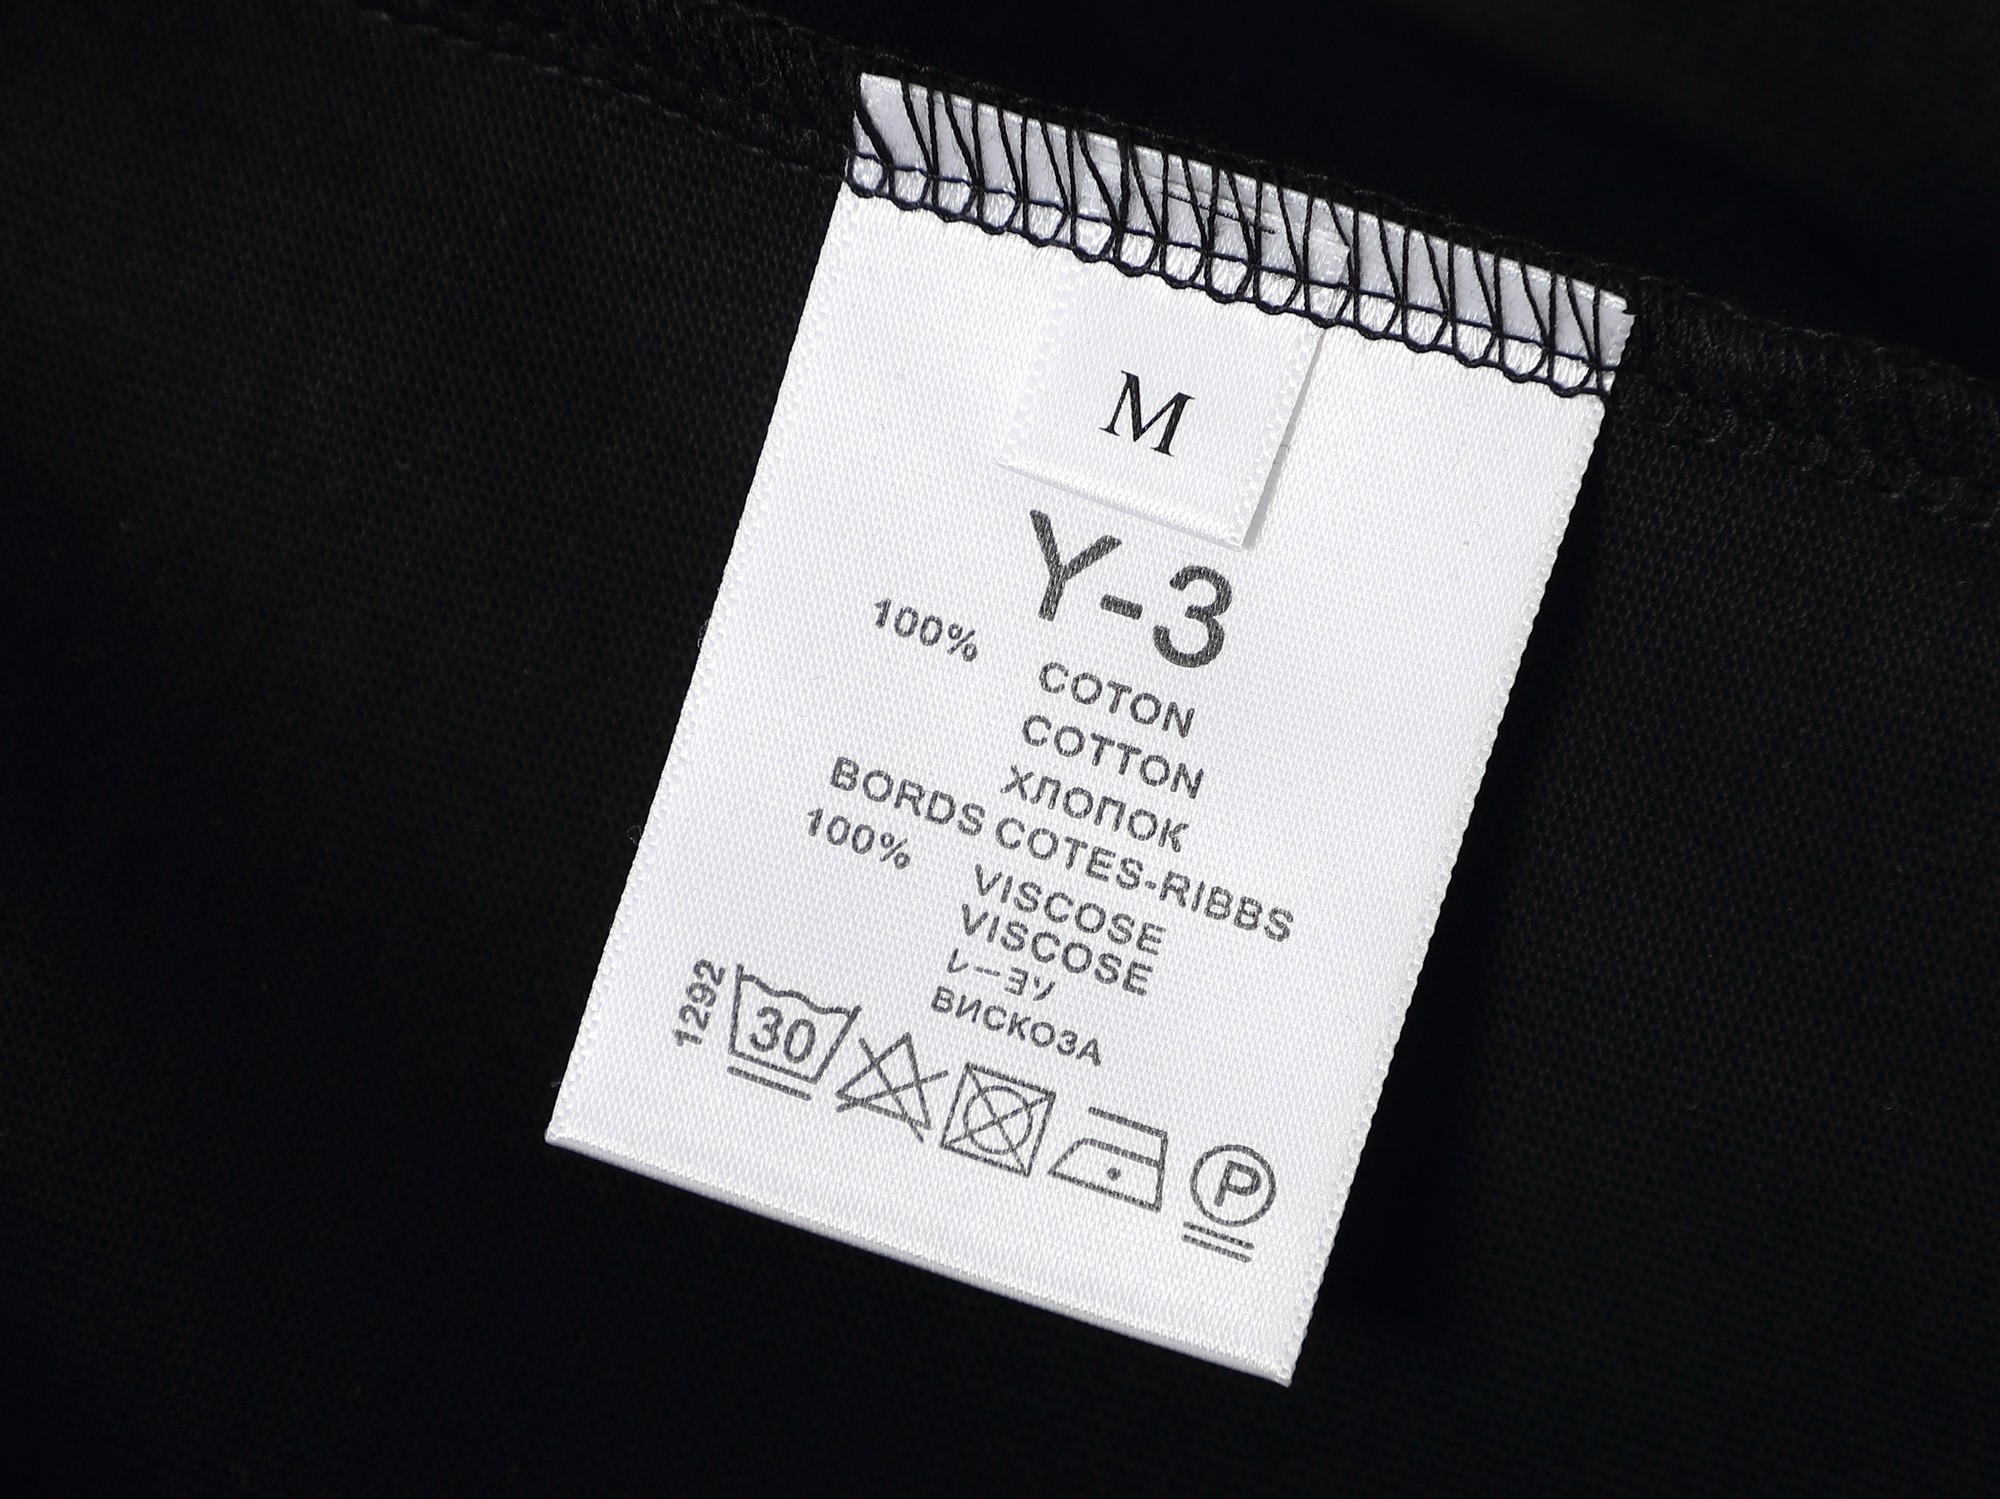 M
Y-3
100% COTON
COTTON
ХЛОПОК
BORDS COTES-RIBBS
100% VISCOSE
VISCOSE
レーヨン
ВИСКОЗА
1292
30
P